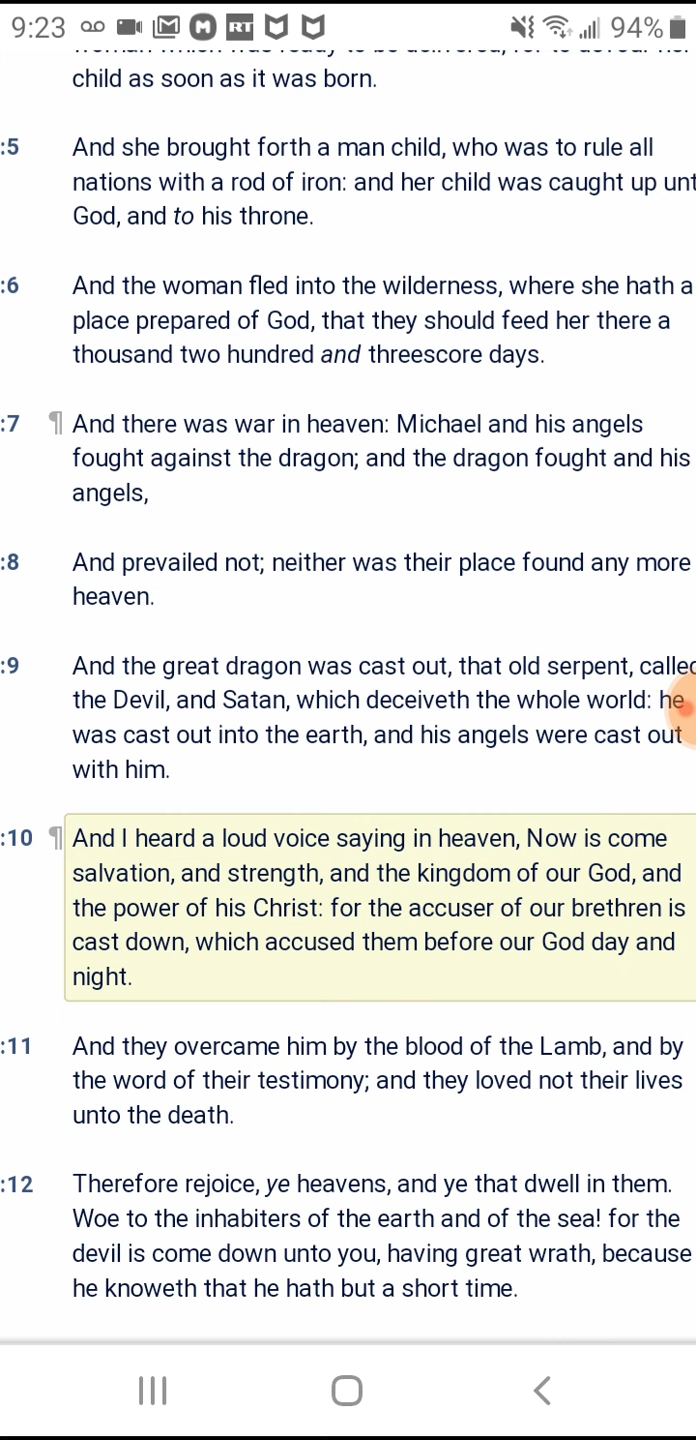 9:23 M RT 94%
child as soon as it was born.
:5 And she brought forth a man child, who was to rule all
nations with a rod of iron: and her child was caught up unt
God, and to his throne.
:6 And the woman fled into the wilderness, where she hath a
place prepared of God, that they should feed her there a
thousand two hundred and threescore days.
:7 ¶ And there was war in heaven: Michael and his angels
fought against the dragon; and the dragon fought and his
angels,
:8 And prevailed not; neither was their place found any more
heaven.
:9 And the great dragon was cast out, that old serpent, called
the Devil, and Satan, which deceiveth the whole world: he
was cast out into the earth, and his angels were cast out
with him.
:10 ¶ And I heard a loud voice saying in heaven, Now is come
salvation, and strength, and the kingdom of our God, and
the power of his Christ: for the accuser of our brethren is
cast down, which accused them before our God day and
night.
:11 And they overcame him by the blood of the Lamb, and by
the word of their testimony; and they loved not their lives
unto the death.
:12 Therefore rejoice, ye heavens, and ye that dwell in them.
Woe to the inhabiters of the earth and of the sea! for the
devil is come down unto you, having great wrath, because
he knoweth that he hath but a short time.